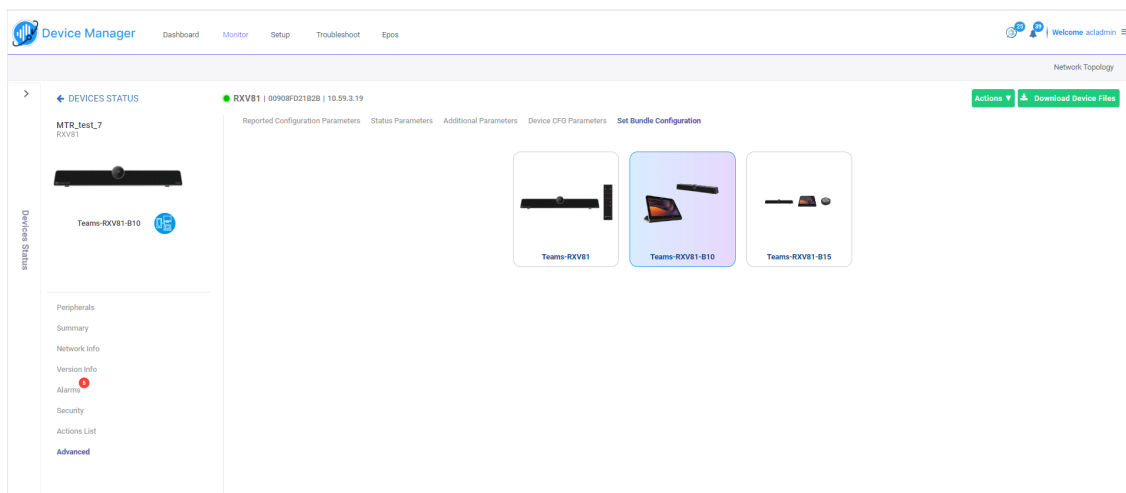 Device Manager
Dashboard
Monitor
Setup
Troubleshoot
Epos
23
39
Welcome acladmin
Network Topology
Devices Status
DEVICES STATUS
MTR_test_7
RXV81
Teams-RXV81-B10
Peripherals
Summary
Network Info
Version Info
Alarms 5
Security
Actions List
Advanced
RXV81 | 00908FD21B2B | 10.59.3.19
Actions ▼
Download Device Files
Reported Configuration Parameters
Status Parameters
Additional Parameters
Device CFG Parameters
Set Bundle Configuration
Teams-RXV81
Teams-RXV81-B10
Teams-RXV81-B15